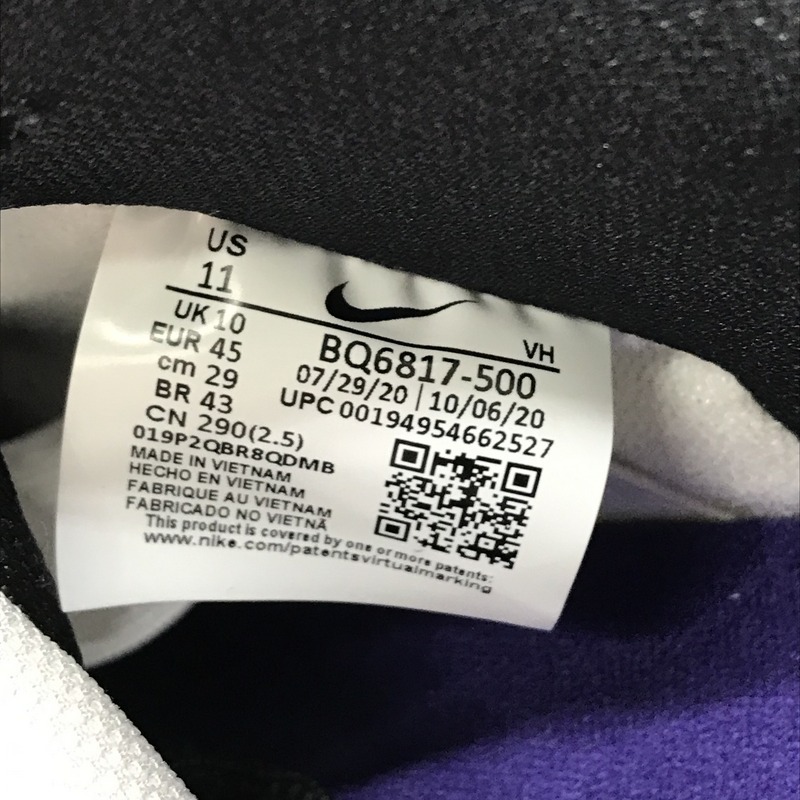 US
11
VH
UK 10
EUR 45
cm 29
BR 43
CN 290(2.5)
BQ6817-500
07/29/20 | 10/06/20
UPC 00194954662527
019P2QBR8QDMB
MADE IN VIETNAM
HECHO EN VIETNAM
FABRIQUE AU VIETNAM
FABRICADO NO VIETNÃ
This product is covered by one or more patents:
www.nike.com/patentsvirtualmarking